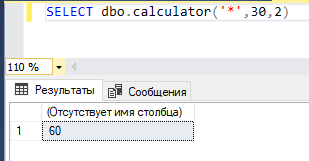 SELECT dbo.calculator('*',30,2)
110 %
Результаты Сообщения
(Отсутствует имя столбца)
1 60